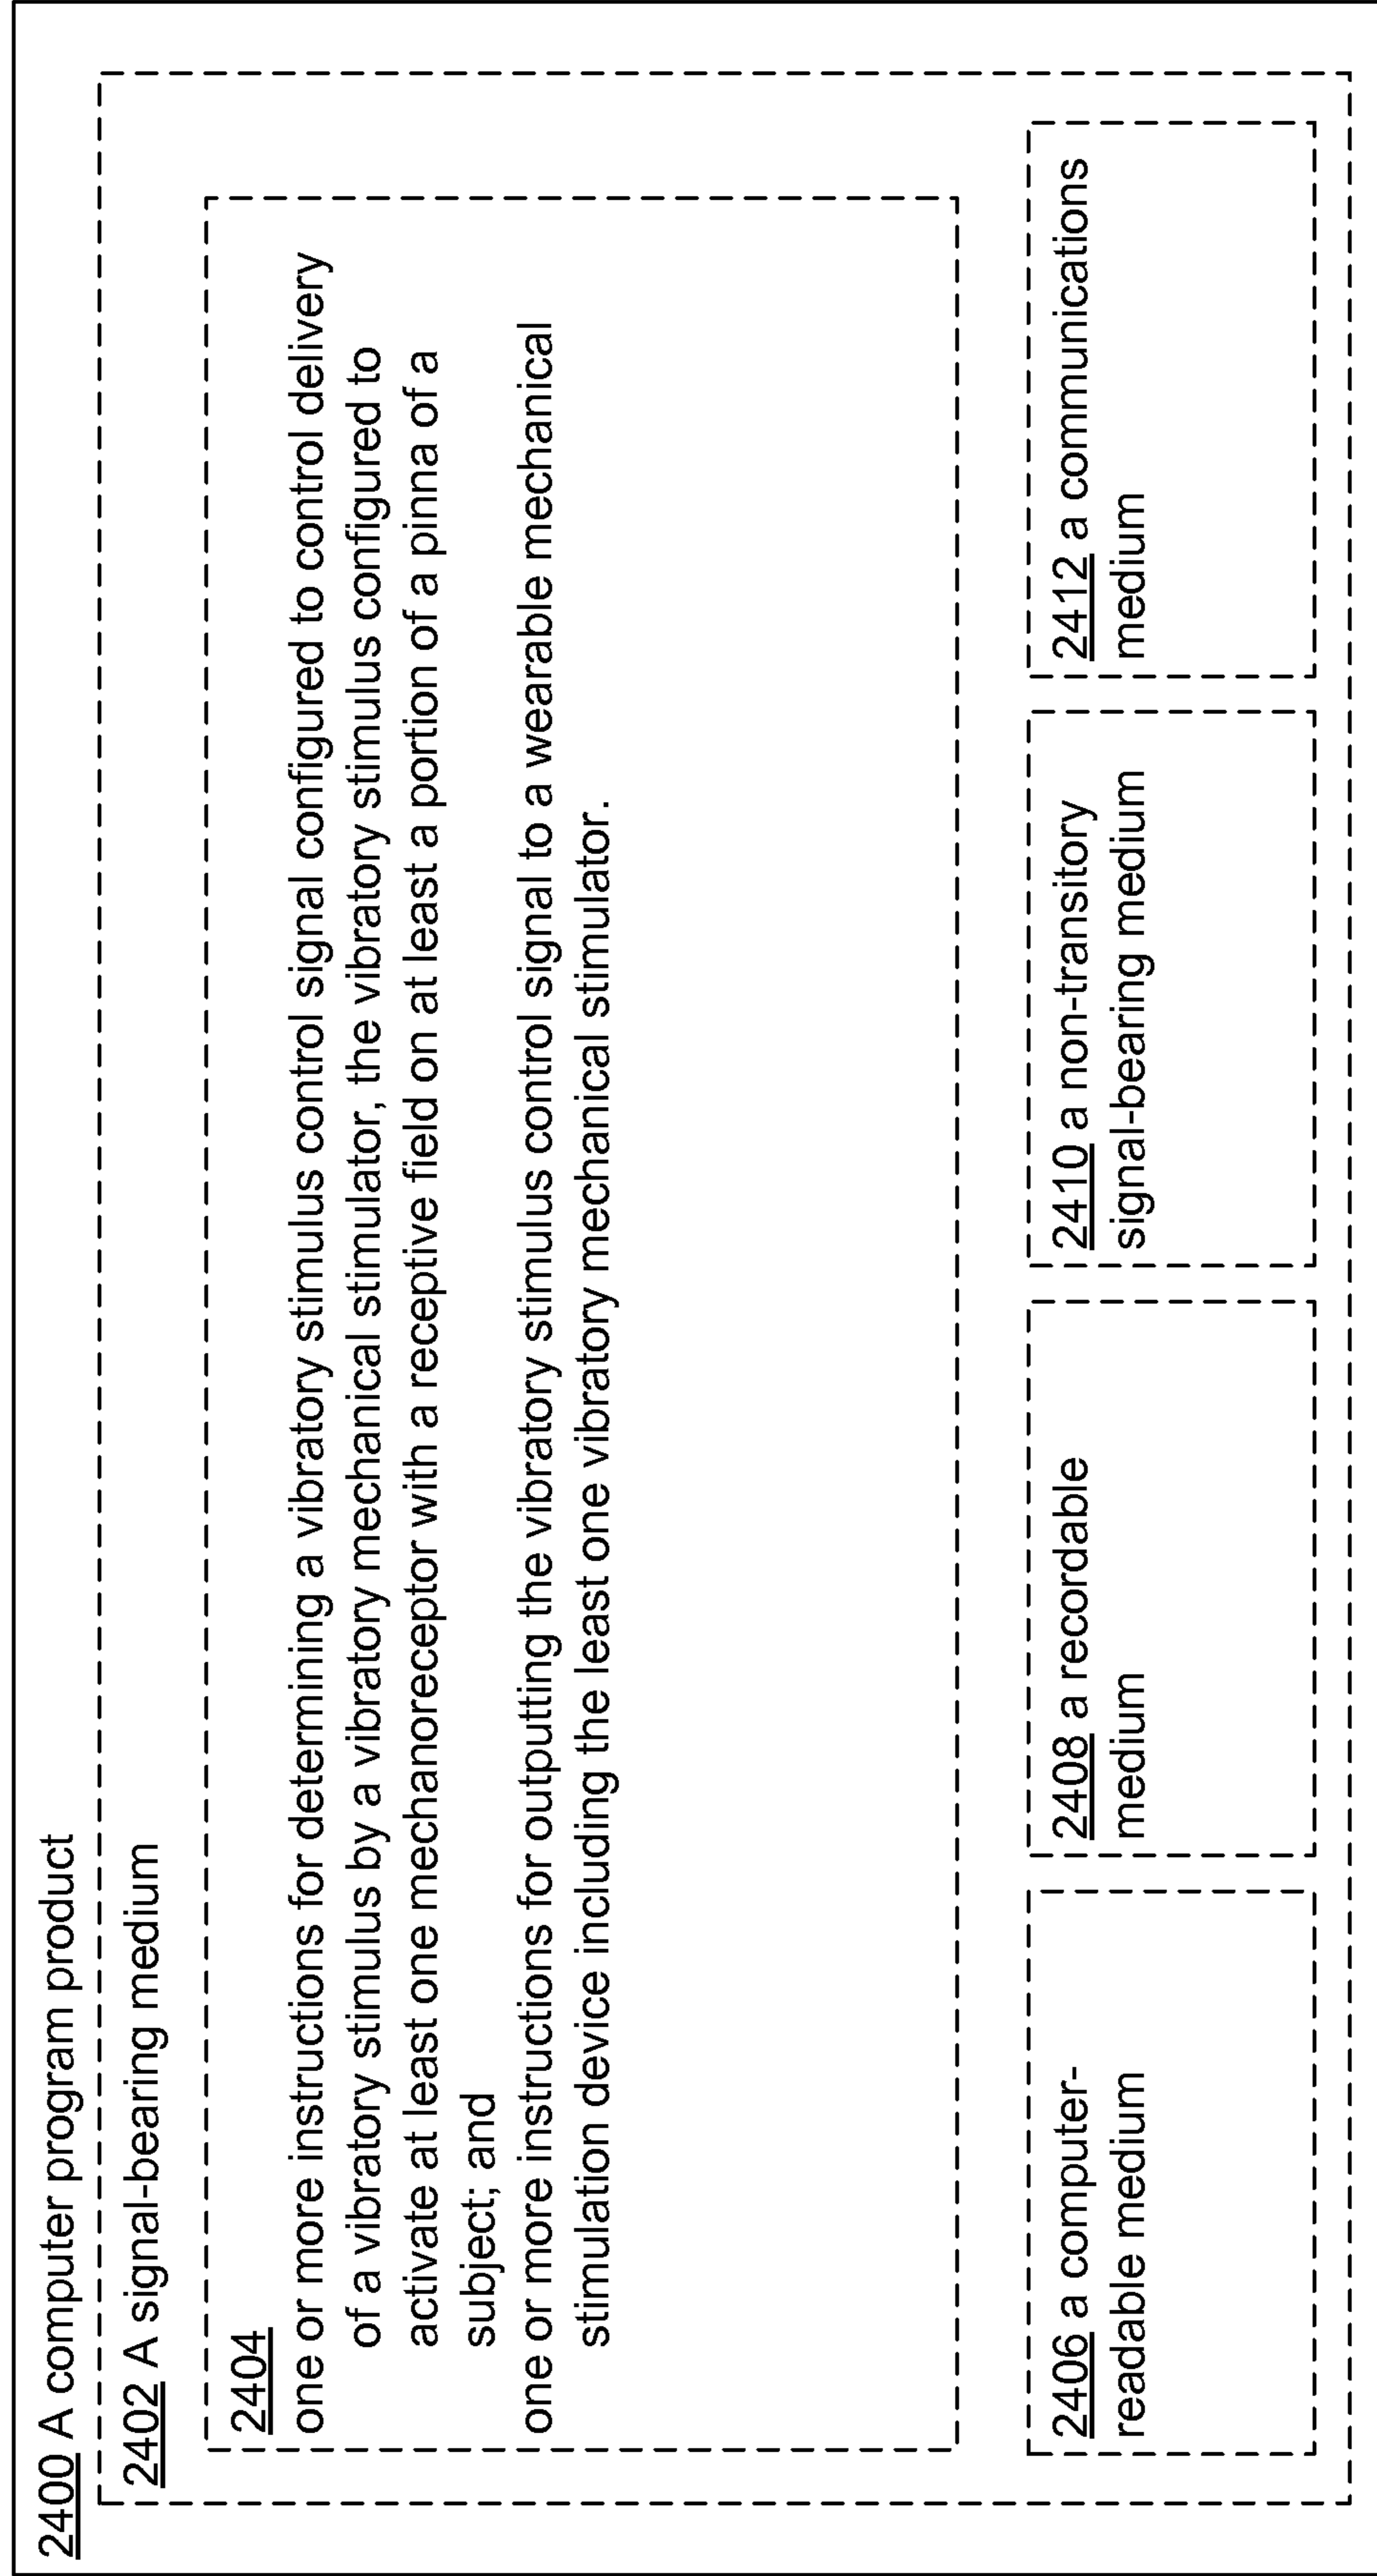 2400 A computer program product
2402 A signal-bearing medium
2404
one or more instructions for determining a vibratory stimulus control signal configured to control delivery
of a vibratory stimulus by a vibratory mechanical stimulator, the vibratory stimulus configured to
activate at least one mechanoreceptor with a receptive field on at least a portion of a pinna of a
subject; and
one or more instructions for outputting the vibratory stimulus control signal to a wearable mechanical
stimulation device including the least one vibratory mechanical stimulator.
2406 a computer-
readable medium
2408 a recordable
medium
2410 a non-transitory
signal-bearing medium
2412 a communications
medium